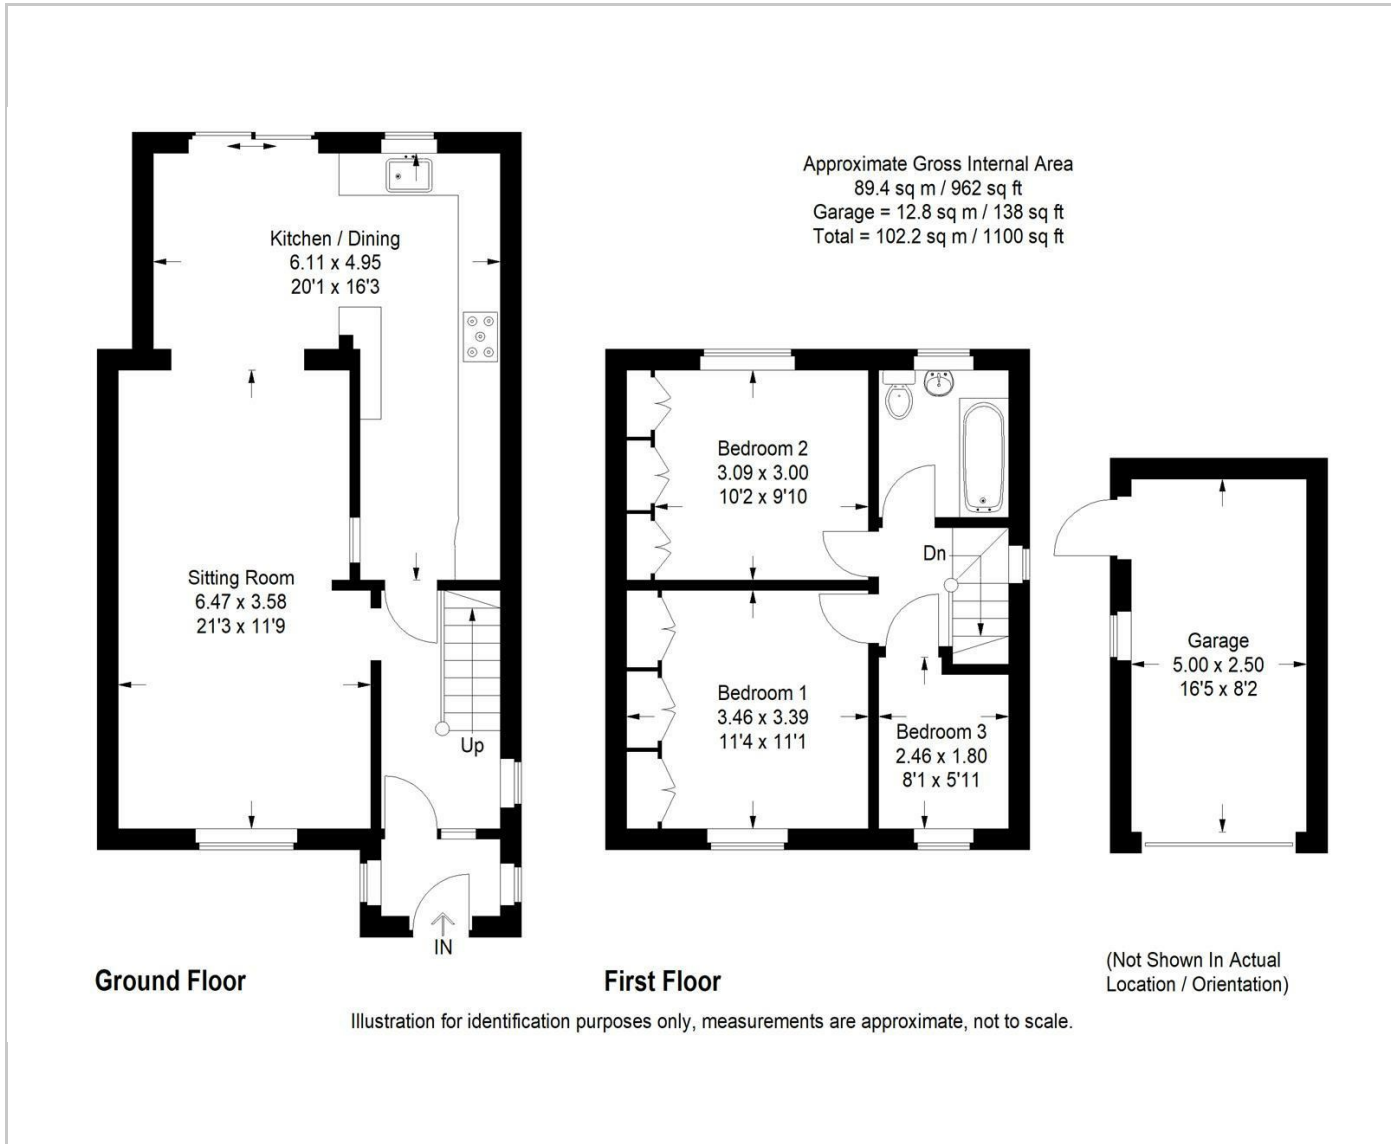 Approximate Gross Internal Area
89.4 sq m / 962 sq ft
Garage = 12.8 sq m / 138 sq ft
Total = 102.2 sq m / 1100 sq ft
Kitchen / Dining
6.11 x 4.95
20'1 x 16'3
Sitting Room
6.47 x 3.58
21'3 x 11'9
Up
IN
Ground Floor
Bedroom 2
3.09 x 3.00
10'2 x 9'10
Dn
Bedroom 1
3.46 x 3.39
11'4 x 11'1
Bedroom 3
2.46 x 1.80
8'1 x 5'11
First Floor
Garage
5.00 x 2.50
16'5 x 8'2
(Not Shown In Actual
Location / Orientation)
Illustration for identification purposes only, measurements are approximate, not to scale.